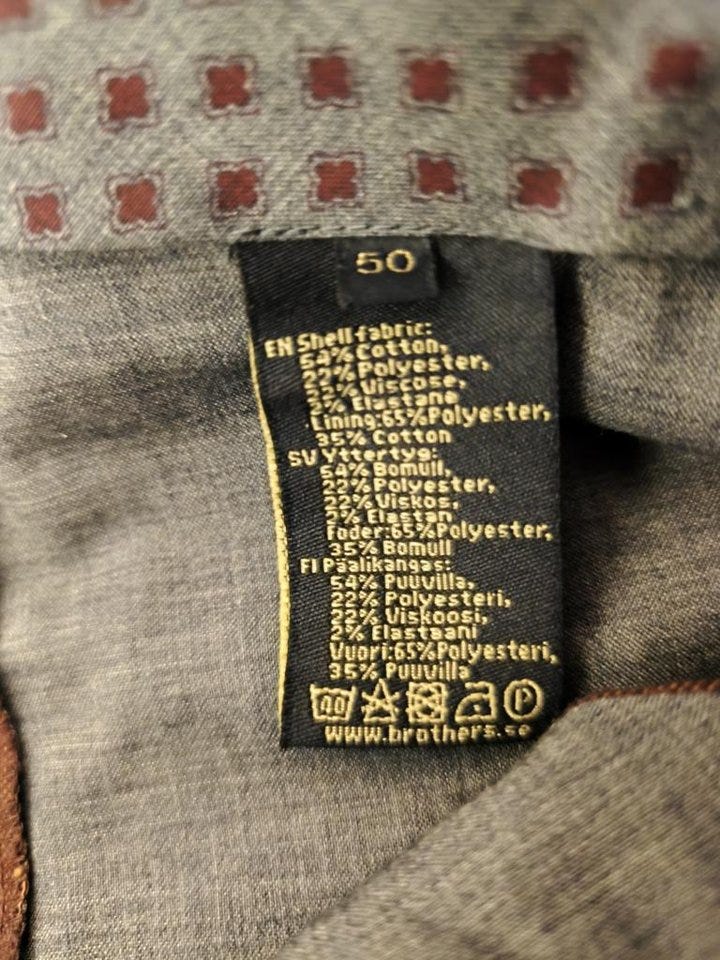 50
EN Shell fabric:
54% Cotton,
22% Polyester,
22% Viscose,
2% Elastane
Lining:65%Polyester,
35% Cotton
SV Yttertyg:
54% Bomull,
22% Polyester,
22% Viskos,
2% Elastan
Foder:65%Polyester,
35% Bomull
FI Päälikangas:
54% Puuvilla,
22% Polyesteri,
22% Viskoosi,
2% Elastaani
Vuori:65%Polyesteri,
35% Puuvilla
40 P
www.brothers.se